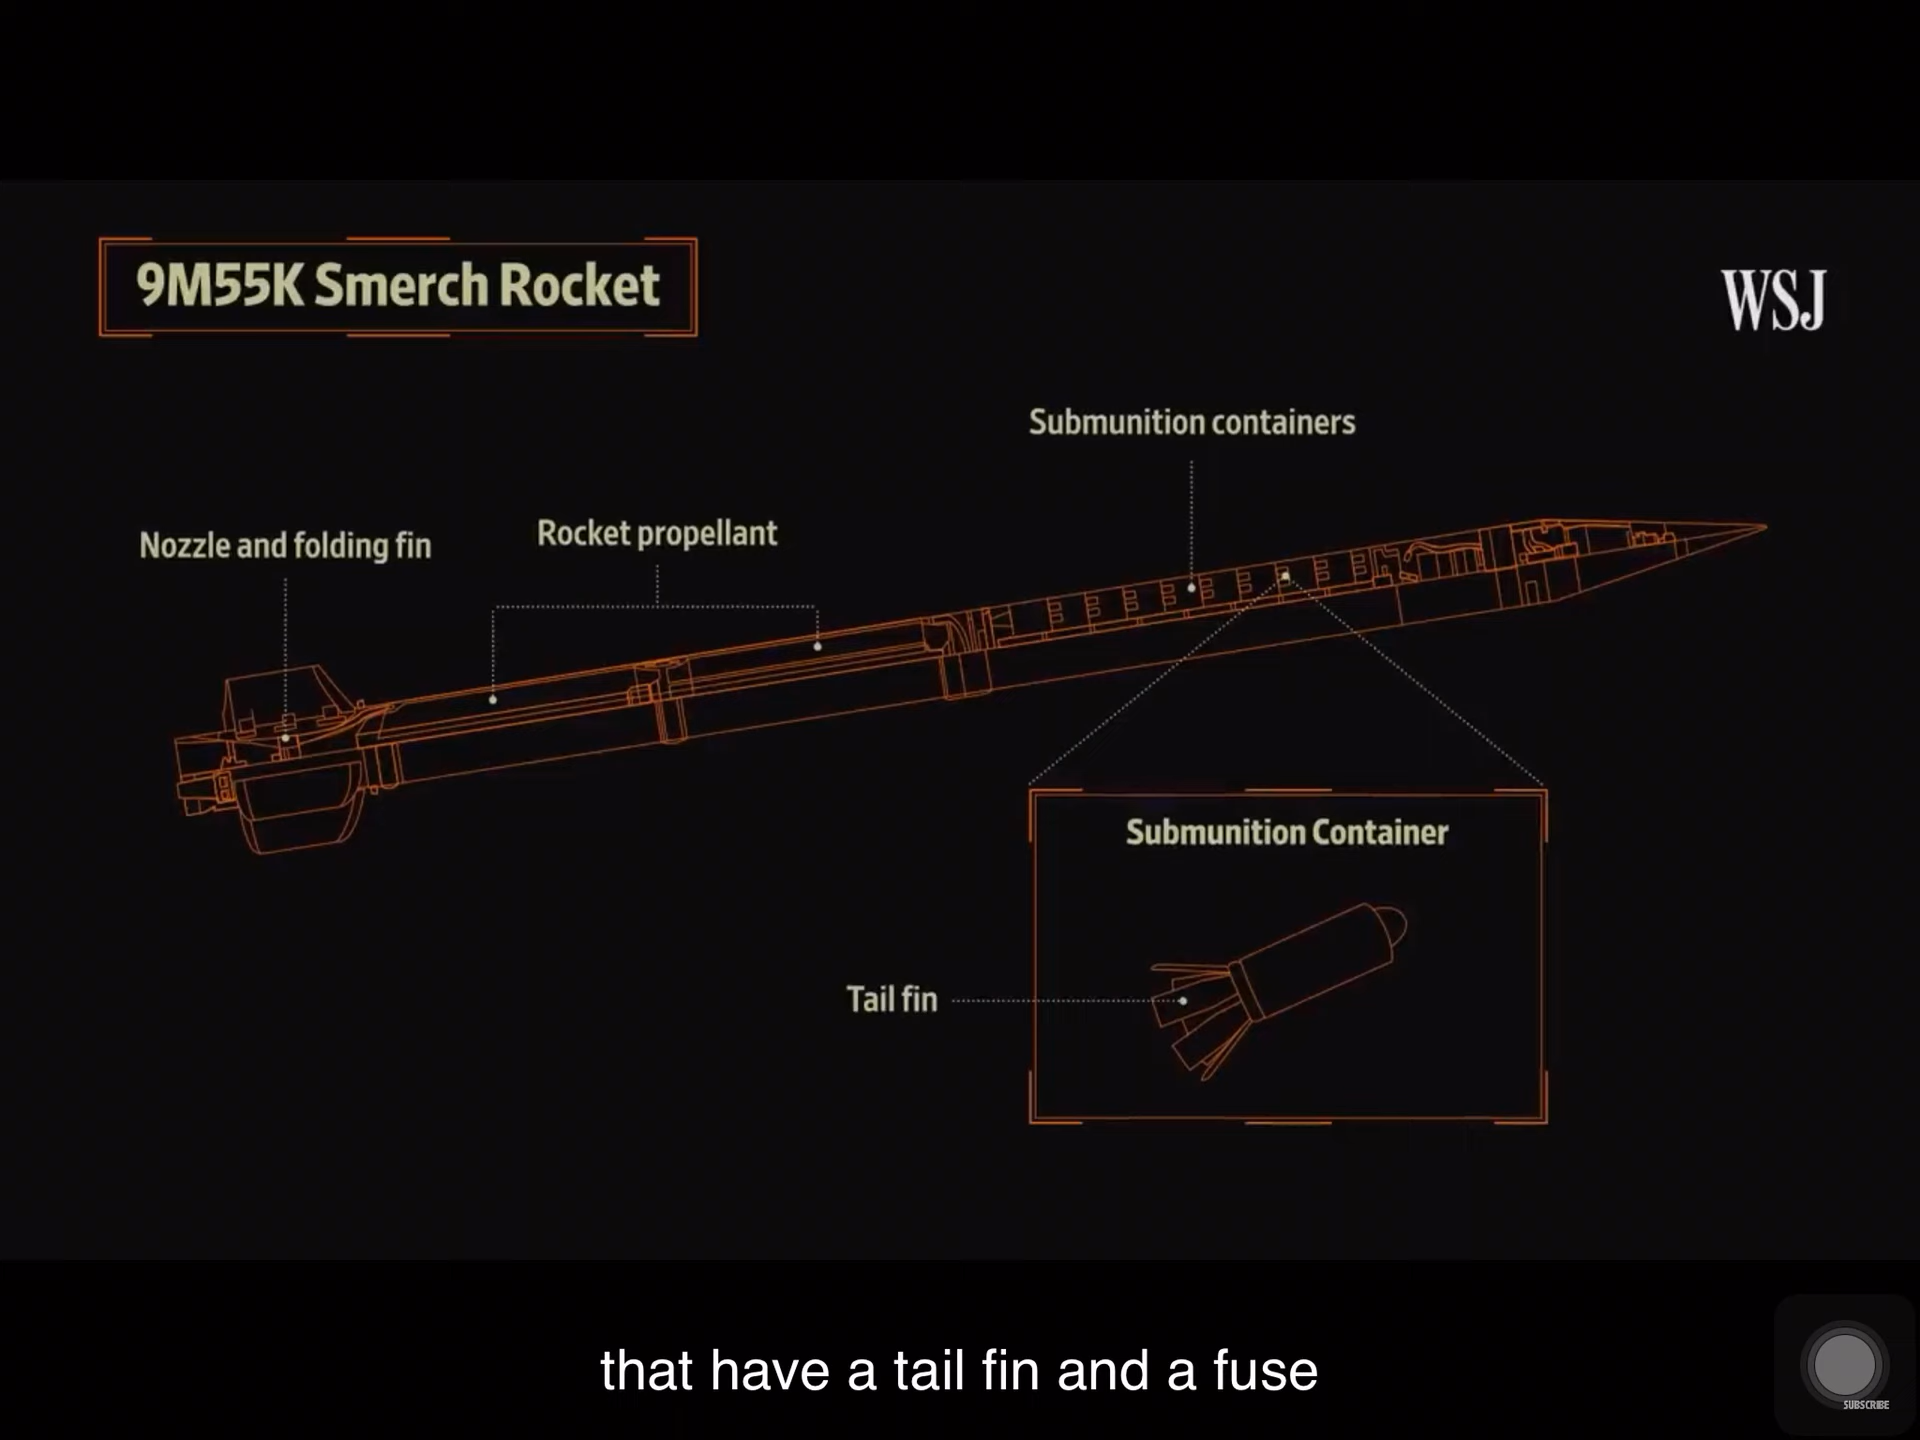 9M55K Smerch Rocket
WSJ
Submunition containers
Nozzle and folding fin
Rocket propellant
Submunition Container
Tail fin
that have a tail fin and a fuse
SUBSCRIBE